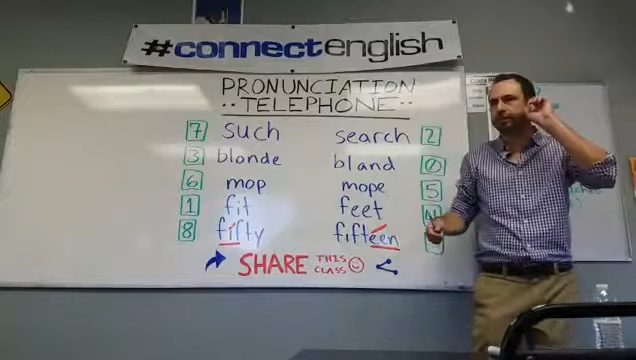 #connectenglish
PRONUNCIATION
TELEPHONE
7 such search 2
3 blonde bland 0
6 mop mope 5
1 fit feet
8 fifty fifteen
SHARE THIS CLASS